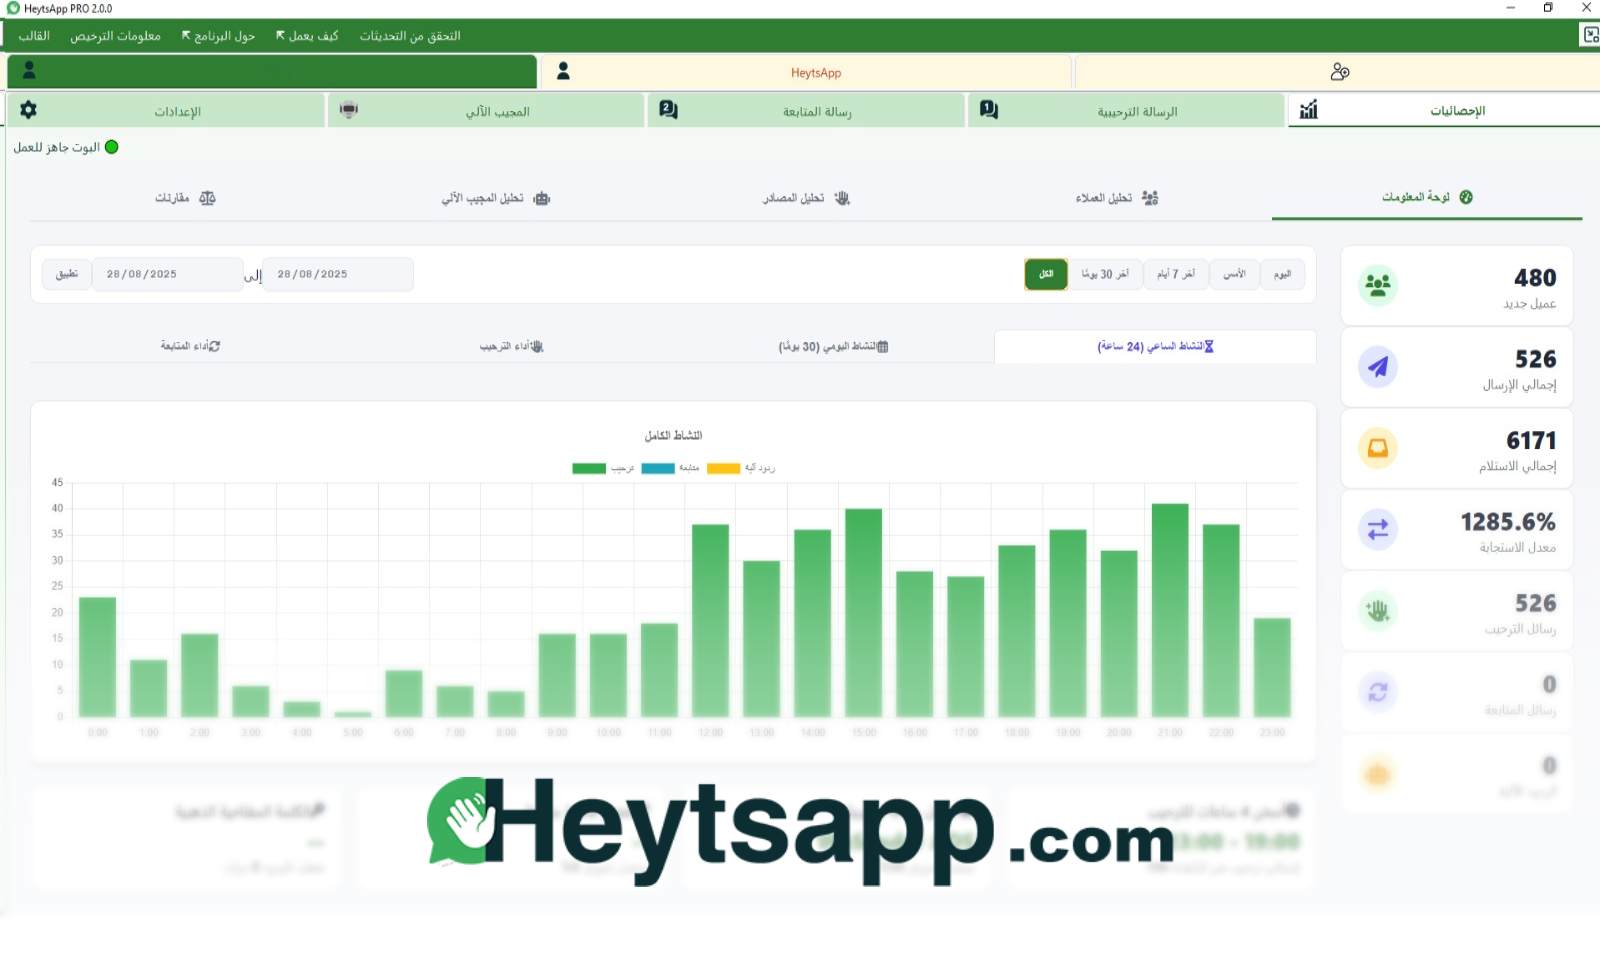 HeytsApp PRO 2.0.0
القالب
معلومات الترخيص
حول البرنامج
كيف يعمل
التحقق من التحديثات
HeytsApp
الإعدادات
المجيب الآلي
رسالة المتابعة
2
الرسالة الترحيبية
1
الإحصائيات
البوت جاهز للعمل
لوحة المعلومات
تحليل العملاء
تحليل المصادر
تحليل المجيب الآلي
مقارنات
اليوم
الأمس
آخر 7 أيام
آخر 30 يومًا
الكل
28/08/2025
إلى
28/08/2025
تطبيق
النشاط الساعي (24 ساعة)
النشاط اليومي (30 يومًا)
أداء الترحيب
أداء المتابعة
480
عميل جديد
526
إجمالي الإرسال
6171
إجمالي الاستلام
1285.6%
معدل الاستجابة
526
رسائل الترحيب
0
رسائل المتابعة
0
النشاط الكامل
ترحيب
متابعة
ردود آلية
45
40
35
30
25
20
15
10
5
0
0:00 1:00 2:00 3:00 4:00 5:00 6:00 7:00 8:00 9:00 10:00 11:00 12:00 13:00 14:00 15:00 16:00 17:00 18:00 19:00 20:00 21:00 22:00 23:00
Heytsapp.com